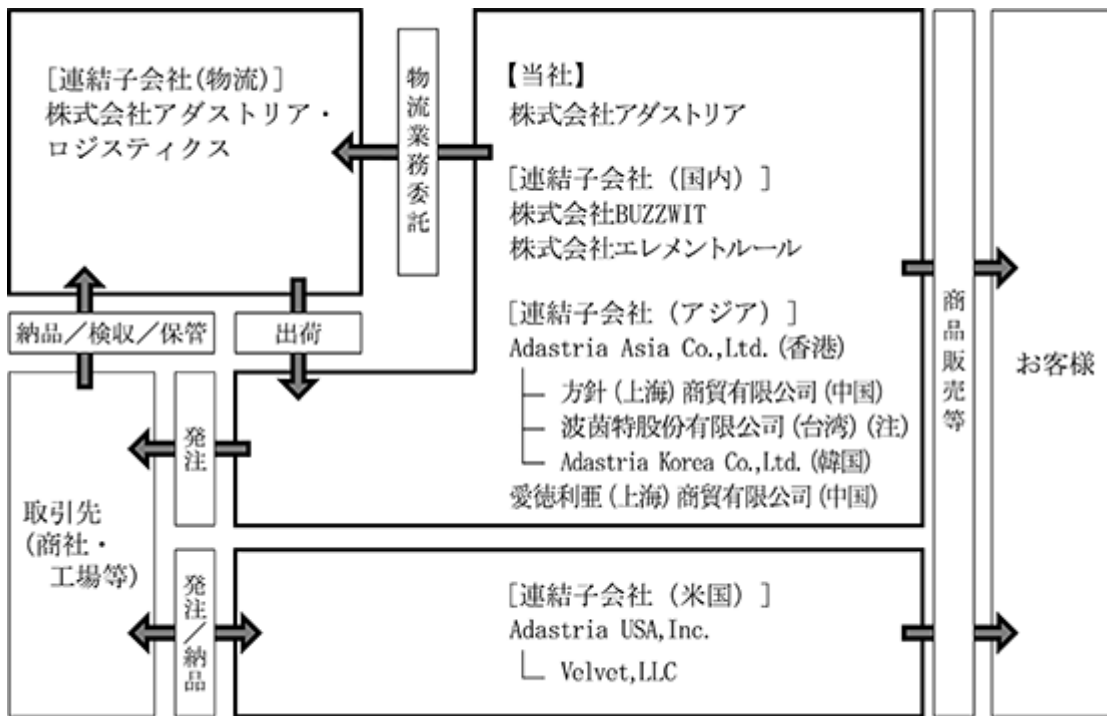 [連結子会社(物流)]
株式会社アダストリア・
ロジスティクス
物流業務委託
【当社】
株式会社アダストリア
[連結子会社(国内)]
株式会社BUZZWIT
株式会社エレメントルール
[連結子会社(アジア)]
Adastria Asia Co.,Ltd.(香港)
方針(上海)商貿有限公司(中国)
波茵特股份有限公司(台湾)(注)
Adastria Korea Co.,Ltd.(韓国)
愛徳利亜(上海)商貿有限公司(中国)
商品販売等
お客様
納品/検収/保管
出荷
発注
取引先
(商社・
工場等)
発注/納品
[連結子会社(米国)]
Adastria USA,Inc.
Velvet,LLC